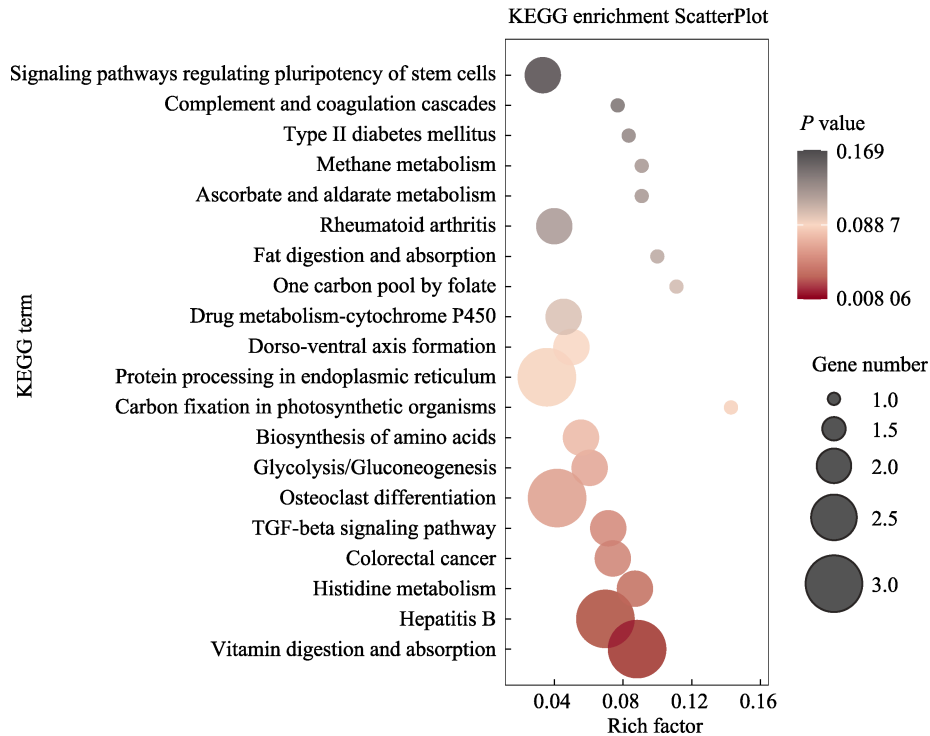 KEGG enrichment ScatterPlot
Signaling pathways regulating pluripotency of stem cells
Complement and coagulation cascades
Type II diabetes mellitus
Methane metabolism
Ascorbate and aldarate metabolism
Rheumatoid arthritis
Fat digestion and absorption
One carbon pool by folate
Drug metabolism-cytochrome P450
Dorso-ventral axis formation
Protein processing in endoplasmic reticulum
Carbon fixation in photosynthetic organisms
Biosynthesis of amino acids
Glycolysis/Gluconeogenesis
Osteoclast differentiation
TGF-beta signaling pathway
Colorectal cancer
Histidine metabolism
Hepatitis B
Vitamin digestion and absorption
KEGG term
0.04 0.08 0.12 0.16
Rich factor
P value
0.169
0.088 7
0.008 06
Gene number
1.0
1.5
2.0
2.5
3.0